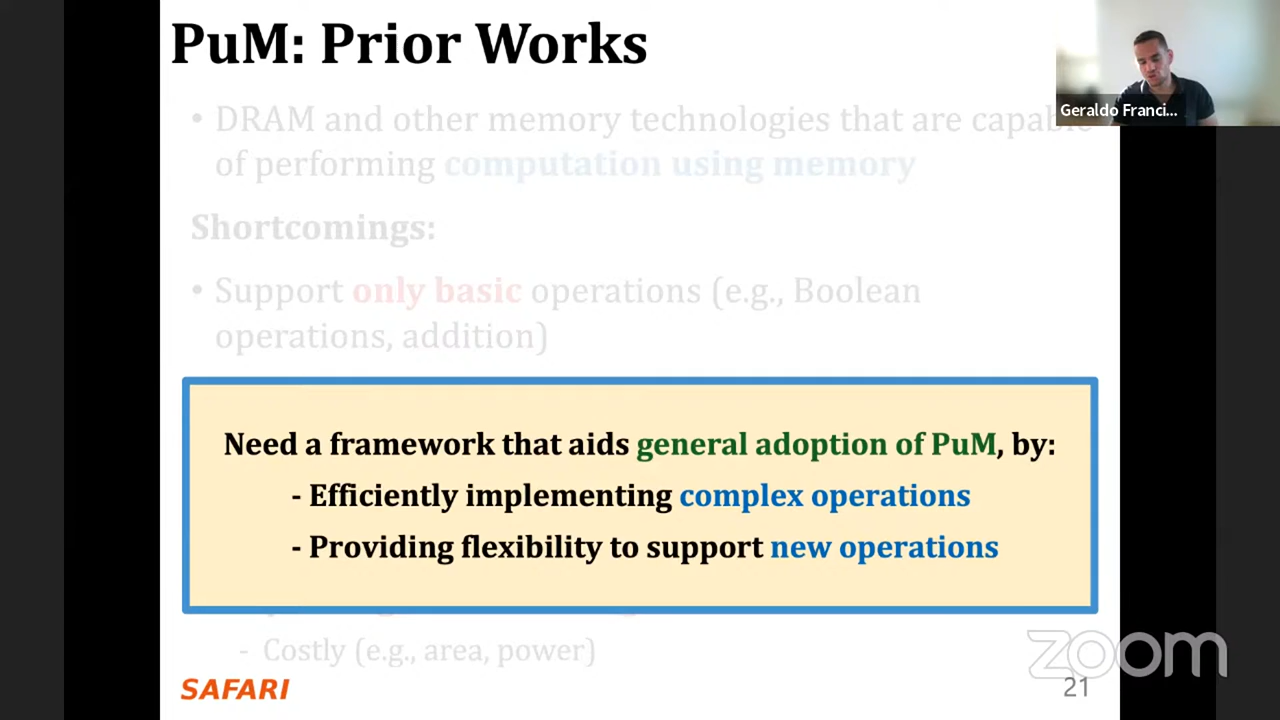 PuM: Prior Works
Geraldo Franci...
• DRAM and other memory technologies that are capable
of performing computation using memory
Shortcomings:
• Support only basic operations (e.g., Boolean
operations, addition)
Need a framework that aids general adoption of PuM, by:
- Efficiently implementing complex operations
- Providing flexibility to support new operations
- Costly (e.g., area, power)
zoom
SAFARI
21